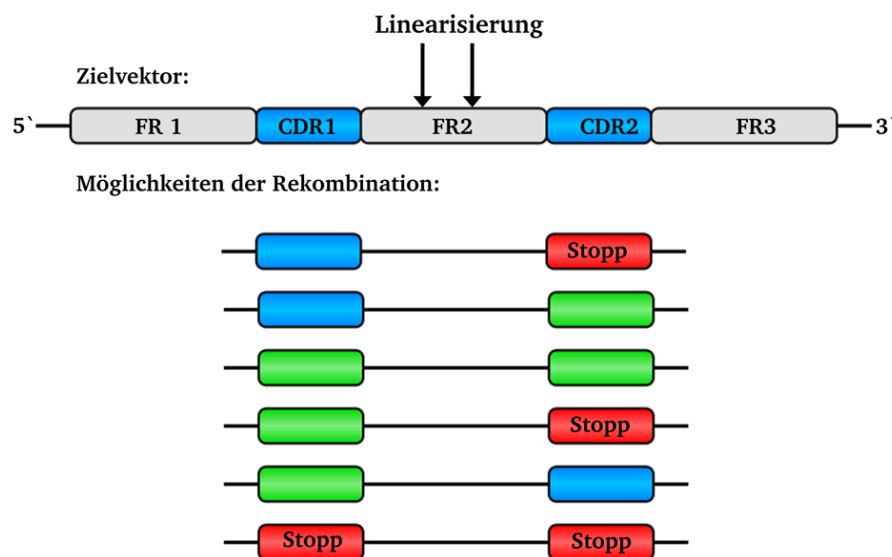 Linearisierung
Zielvektor:
5` FR 1 CDR1 FR2 CDR2 FR3 3`
Möglichkeiten der Rekombination:
Stopp
Stopp
Stopp Stopp